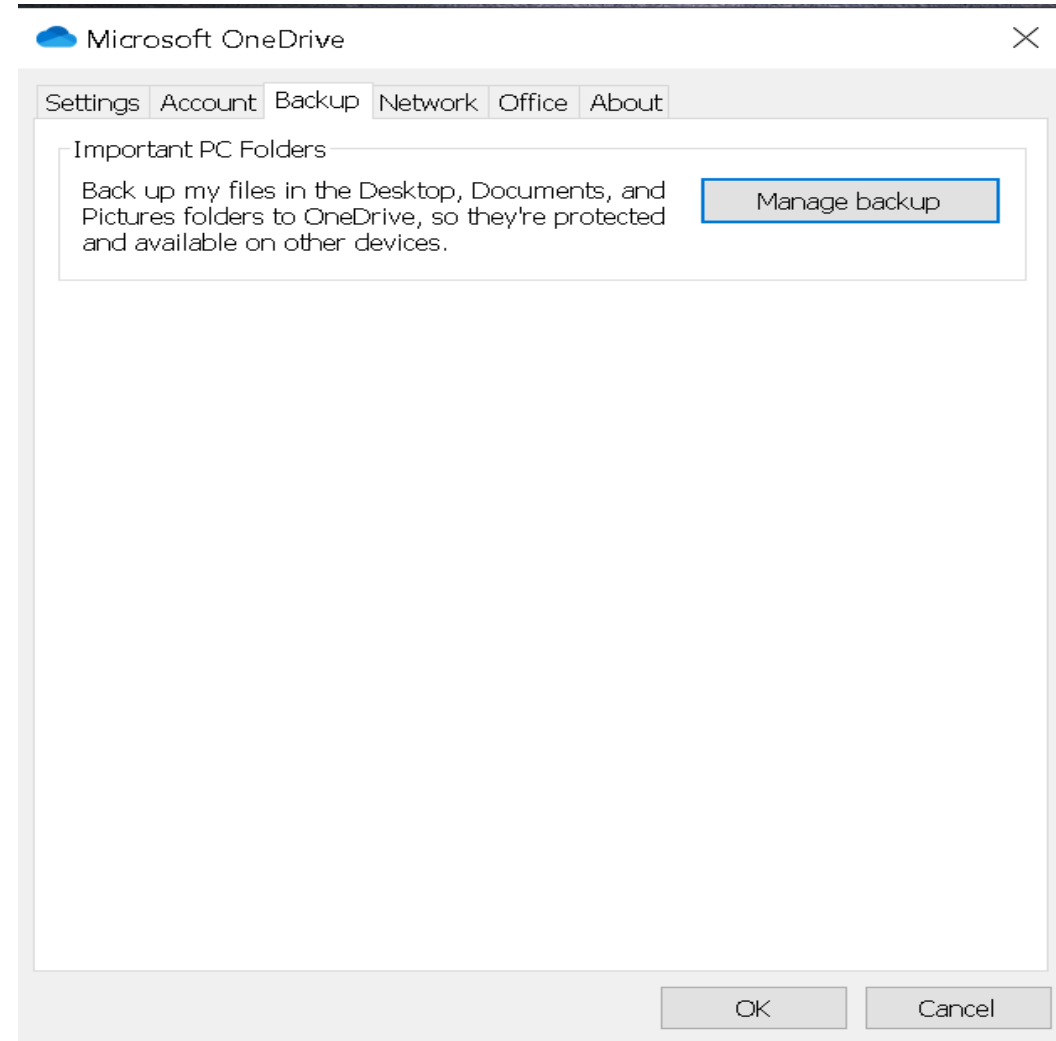 Microsoft OneDrive
Settings Account Backup Network Office About
Important PC Folders
Back up my files in the Desktop, Documents, and
Pictures folders to OneDrive, so they're protected
and available on other devices.
Manage backup
OK Cancel